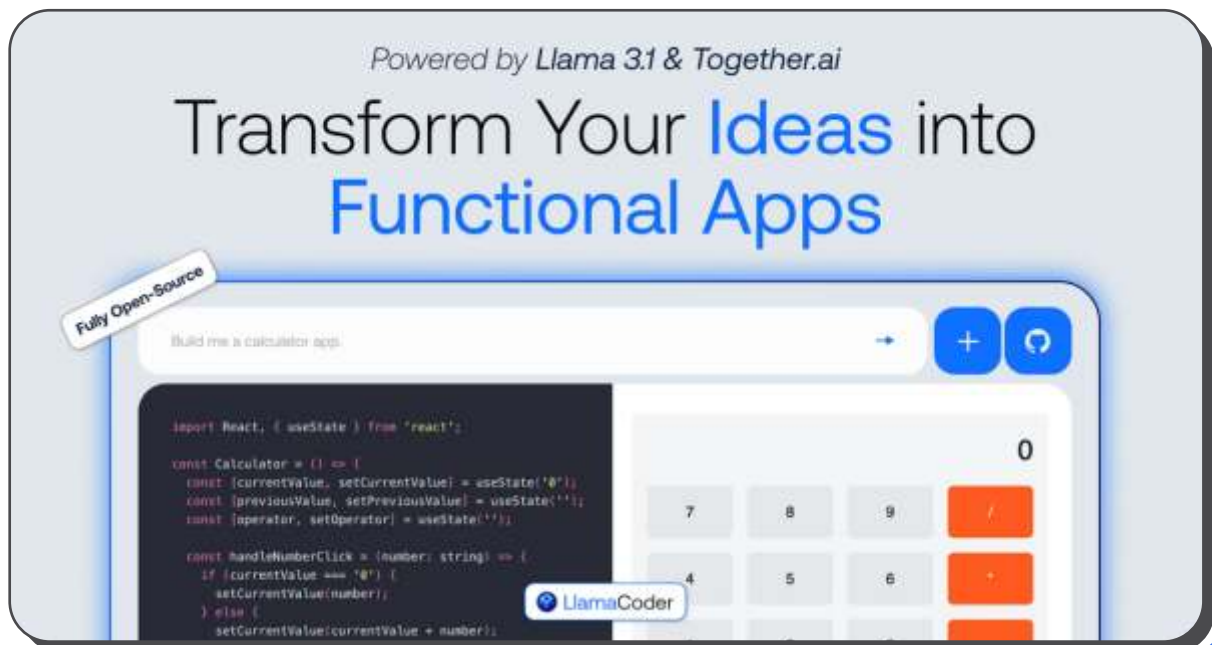 Powered by Llama 3.1 & Together.ai
Transform Your Ideas into
Functional Apps
Fully Open-Source
Build me a calculator app.
import React, { useState } from 'react';
const Calculator = () => {
const [currentValue, setCurrentValue] = useState('0');
const [previousValue, setPreviousValue] = useState('');
const [operator, setOperator] = useState('');
const handleNumberClick = (number: string) => {
if (currentValue === '0') {
setCurrentValue(number);
} else {
setCurrentValue(currentValue + number);
0
7 8 9 /
4 5 6 *
LlamaCoder